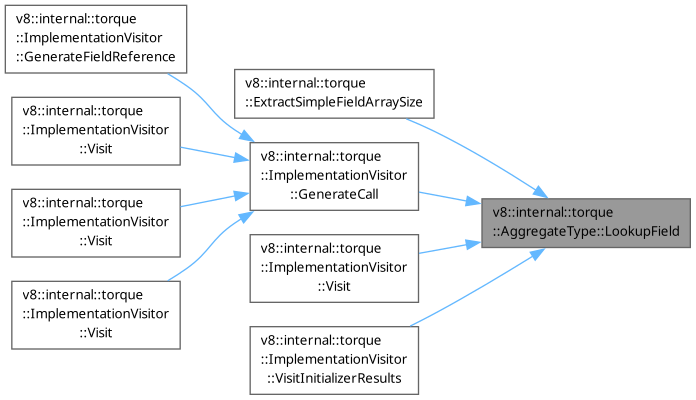 v8::internal::torque
::ImplementationVisitor
::GenerateFieldReference
v8::internal::torque
::ImplementationVisitor
::Visit
v8::internal::torque
::ImplementationVisitor
::Visit
v8::internal::torque
::ImplementationVisitor
::Visit
v8::internal::torque
::ExtractSimpleFieldArraySize
v8::internal::torque
::ImplementationVisitor
::GenerateCall
v8::internal::torque
::ImplementationVisitor
::Visit
v8::internal::torque
::ImplementationVisitor
::VisitInitializerResults
v8::internal::torque
::AggregateType::LookupField